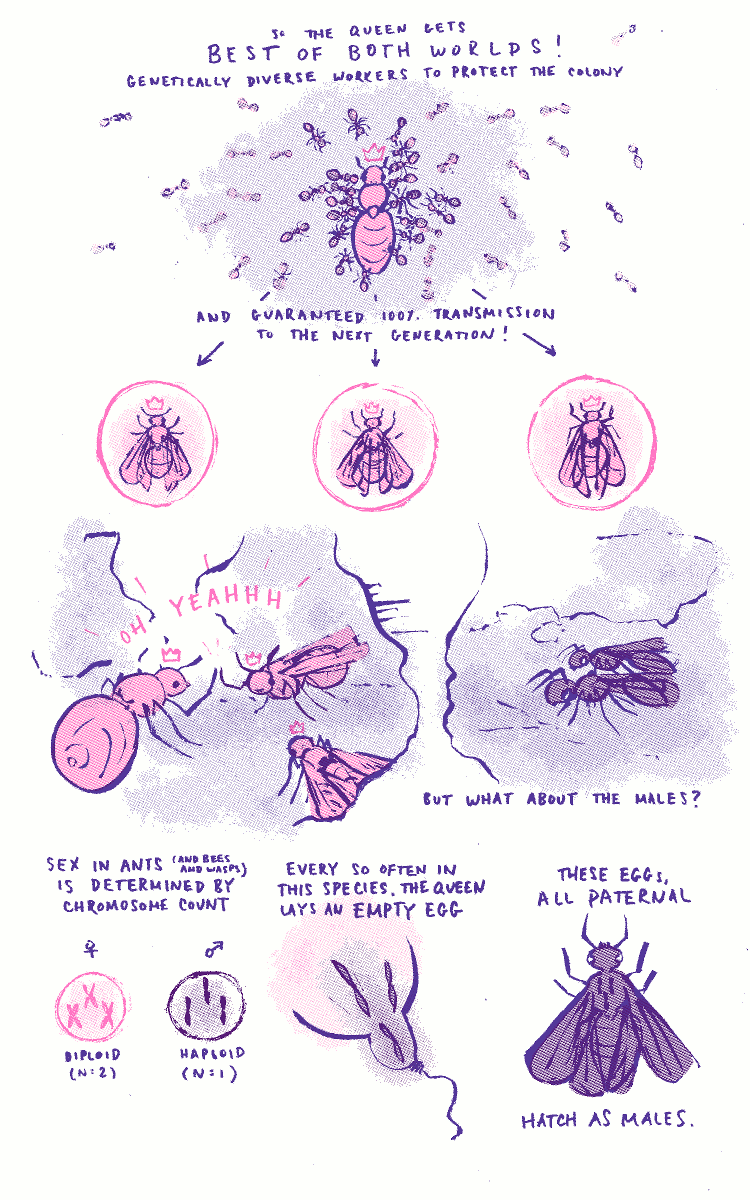 SO THE QUEEN GETS
BEST OF BOTH WORLDS!
GENETICALLY DIVERSE WORKERS TO PROTECT THE COLONY
AND GUARANTEED 100% TRANSMISSION
TO THE NEXT GENERATION!
OH YEAHHH
BUT WHAT ABOUT THE MALES?
SEX IN ANTS (AND BEES
AND WASPS)
IS DETERMINED BY
CHROMOSOME COUNT
♀ ♂
DIPLOID
(N=2)
HAPLOID
(N=1)
EVERY SO OFTEN IN
THIS SPECIES, THE QUEEN
LAYS AN EMPTY EGG
THESE EGGS,
ALL PATERNAL
HATCH AS MALES.